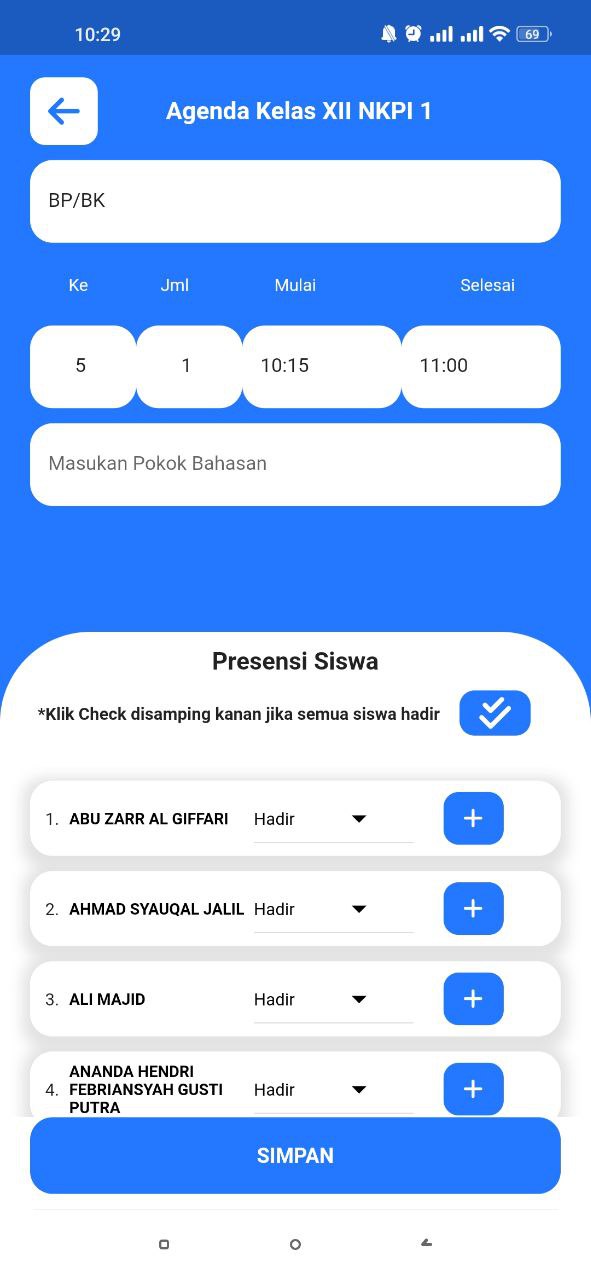 10:29
69
Agenda Kelas XII NKPI 1
BP/BK
Ke Jml Mulai Selesai
5 1 10:15 11:00
Masukan Pokok Bahasan
Presensi Siswa
*Klik Check disamping kanan jika semua siswa hadir
1. ABU ZARR AL GIFFARI Hadir +
2. AHMAD SYAUQAL JALIL Hadir +
3. ALI MAJID Hadir +
4. ANANDA HENDRI
FEBRIANSYAH GUSTI
PUTRA
Hadir +
SIMPAN